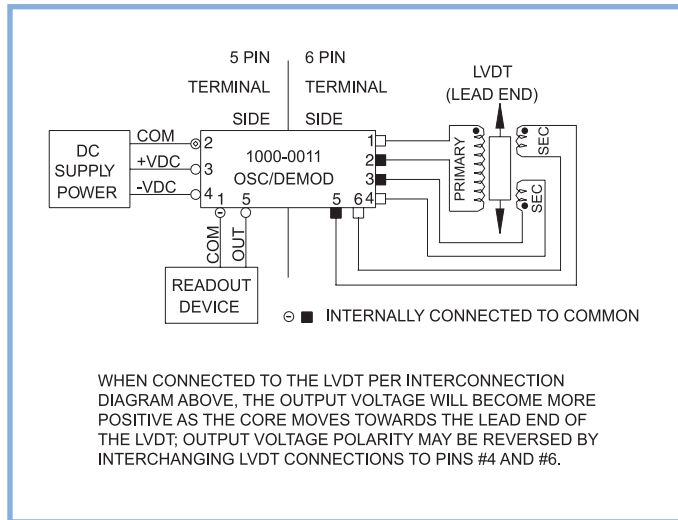 5 PIN
TERMINAL
SIDE
6 PIN
TERMINAL
SIDE
LVDT
(LEAD END)
DC
SUPPLY
POWER
COM
+VDC
-VDC
2
3
4
1000-0011
OSC/DEMOD
1
2
3
4
1
5
5
6
PRIMARY
SEC
SEC
COM
OUT
READOUT
DEVICE
INTERNALLY CONNECTED TO COMMON
WHEN CONNECTED TO THE LVDT PER INTERCONNECTION
DIAGRAM ABOVE, THE OUTPUT VOLTAGE WILL BECOME MORE
POSITIVE AS THE CORE MOVES TOWARDS THE LEAD END OF
THE LVDT; OUTPUT VOLTAGE POLARITY MAY BE REVERSED BY
INTERCHANGING LVDT CONNECTIONS TO PINS #4 AND #6.